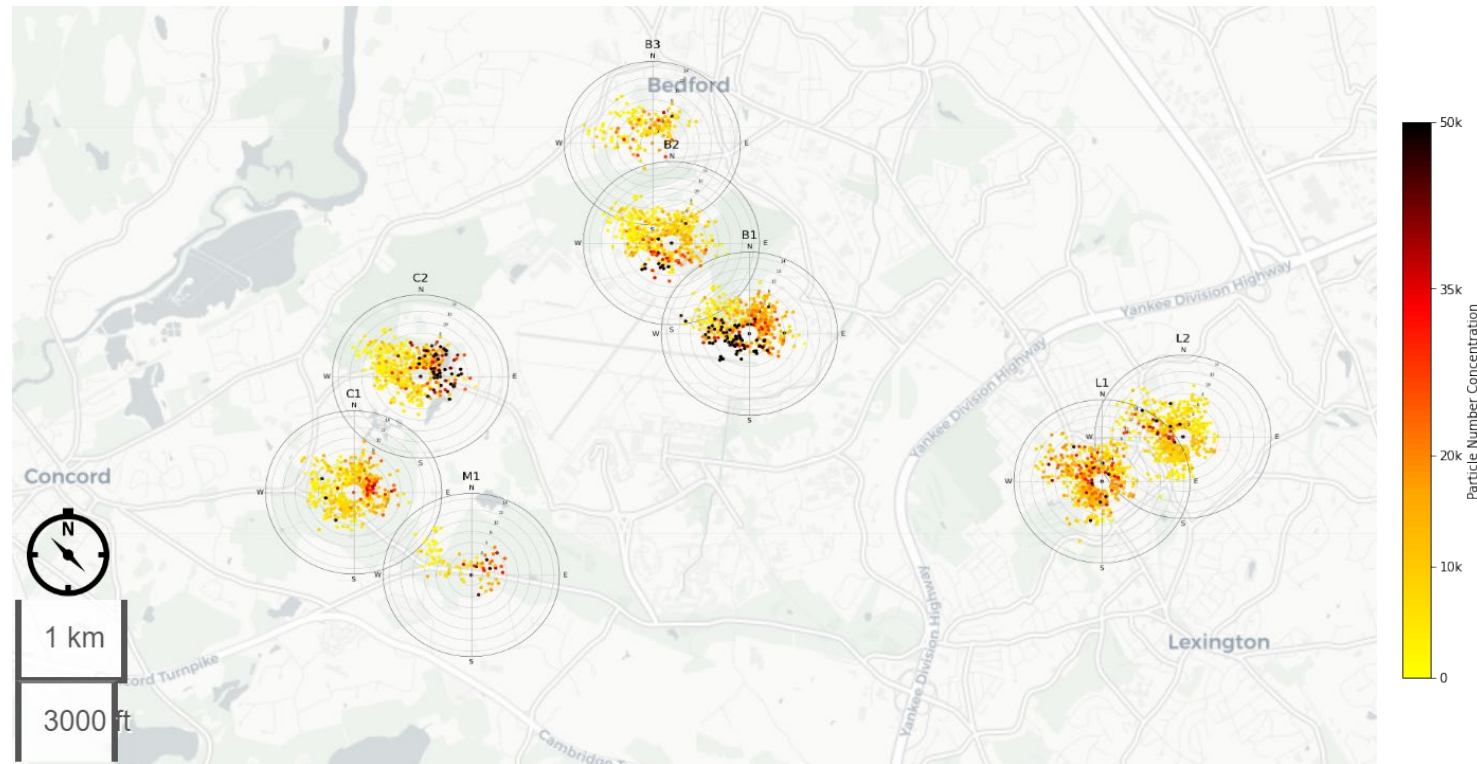 B3
N
Bedford
W
E
B2
N
S
W
E
B1
N
W
E
S
S
C2
N
W
E
S
C1
N
W
E
S
M1
N
W
E
S
L1
N
W
E
S
L2
N
W
E
S
Yankee Division Highway
Yankee Division Highway
Yankee Division Highway
Concord
Lexington
N
1 km
3000 ft
ord Turnpike
Cambridge T
50k
35k
20k
10k
0
Particle Number Concentration